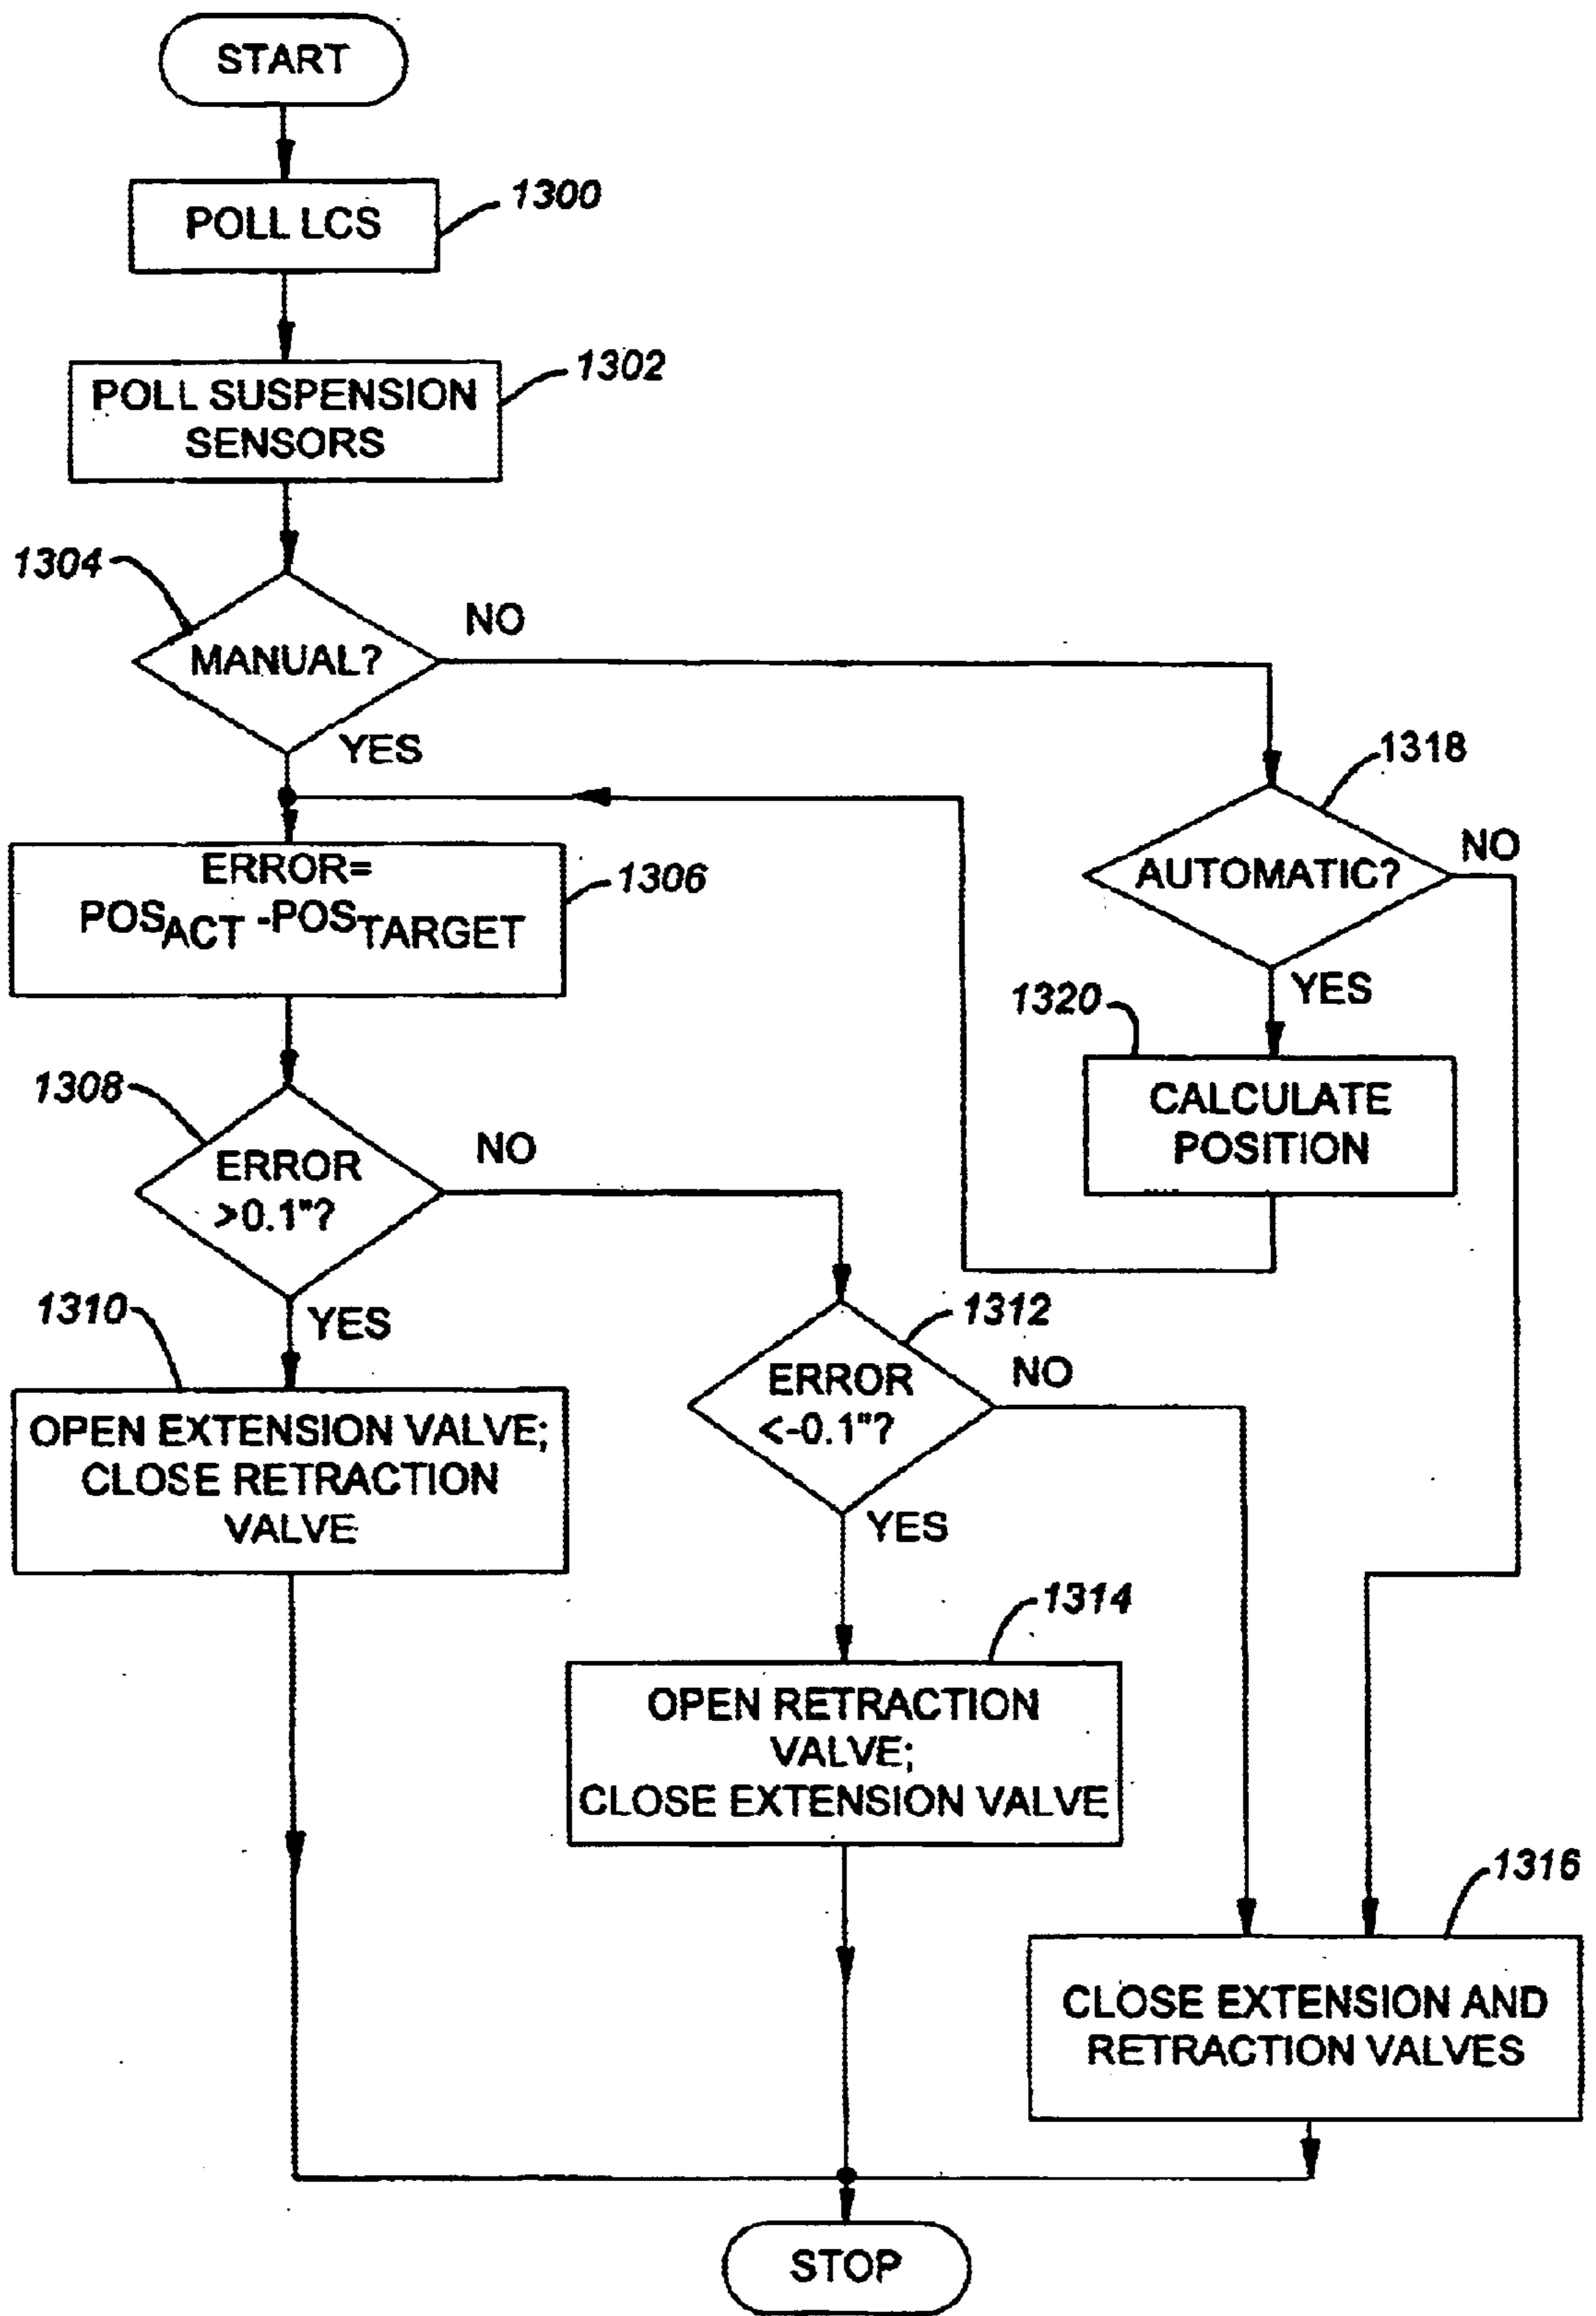 START
1300
POLL LCS
1302
POLL SUSPENSION
SENSORS
1304
NO
MANUAL?
YES
1318
NO
AUTOMATIC?
ERROR=
1306
POSACT -POSTARGET
YES
1320
CALCULATE
POSITION
1308
NO
ERROR
>0.1"?
YES
1310
1312
NO
ERROR
<-0.1"?
YES
OPEN EXTENSION VALVE;
CLOSE RETRACTION
VALVE
1314
OPEN RETRACTION
VALVE;
CLOSE EXTENSION VALVE
1316
CLOSE EXTENSION AND
RETRACTION VALVES
STOP